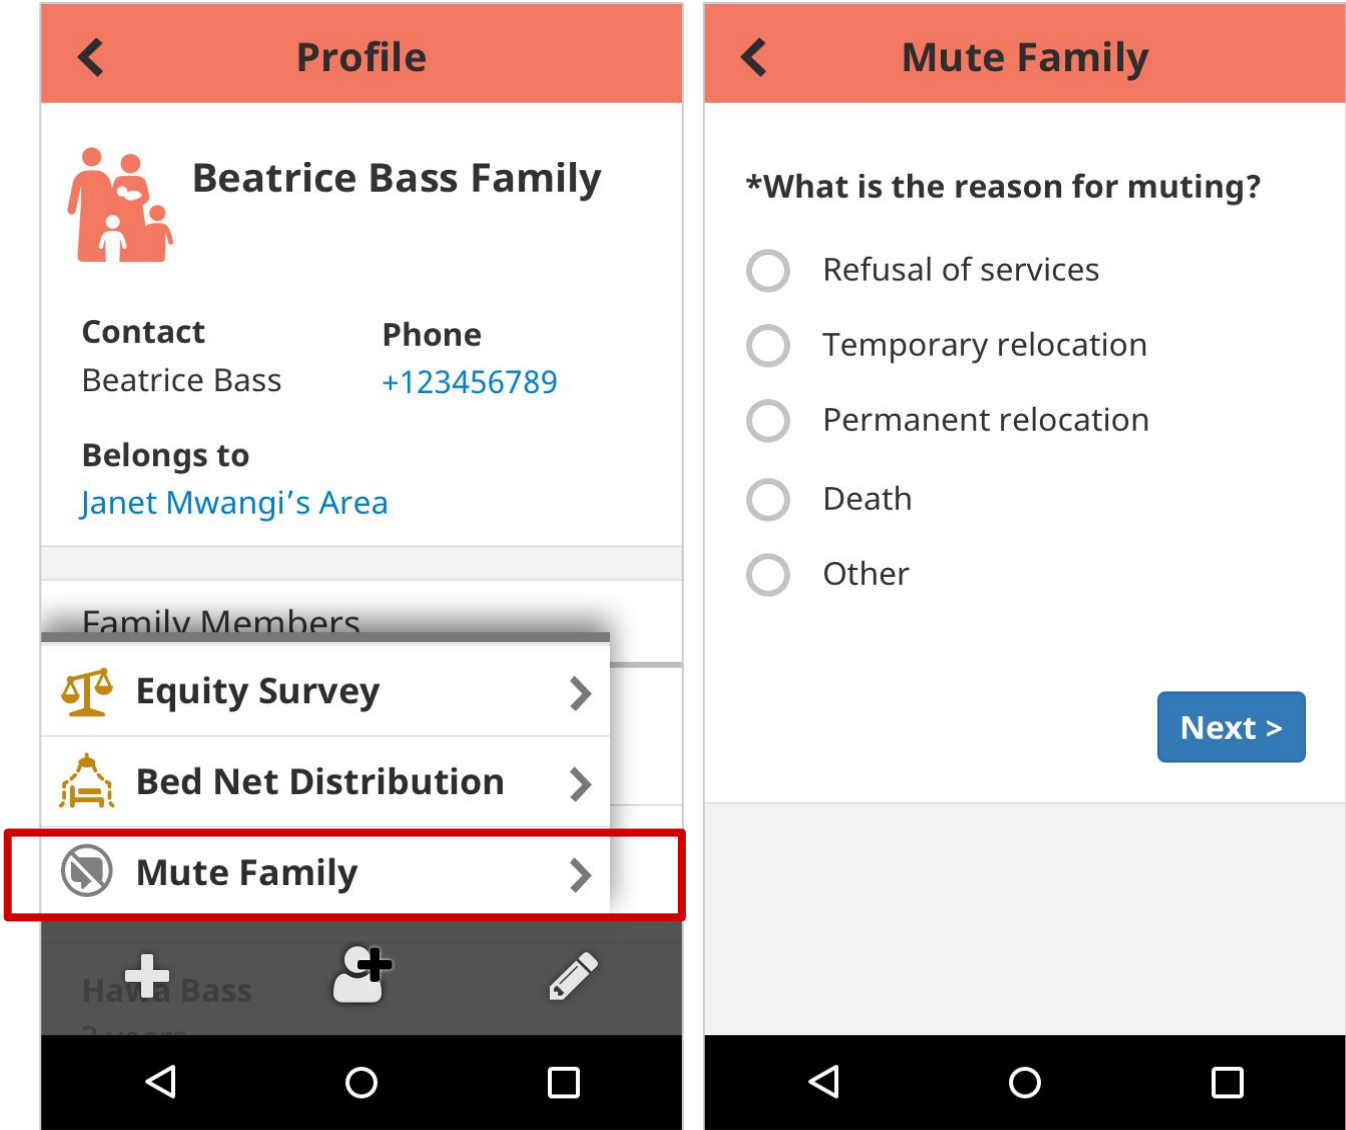 Profile
Beatrice Bass Family
Contact Phone
Beatrice Bass +123456789
Belongs to
Janet Mwangi’s Area
Family Members
Equity Survey
Bed Net Distribution
Mute Family
Hawa Bass
Mute Family
*What is the reason for muting?
Refusal of services
Temporary relocation
Permanent relocation
Death
Other
Next >